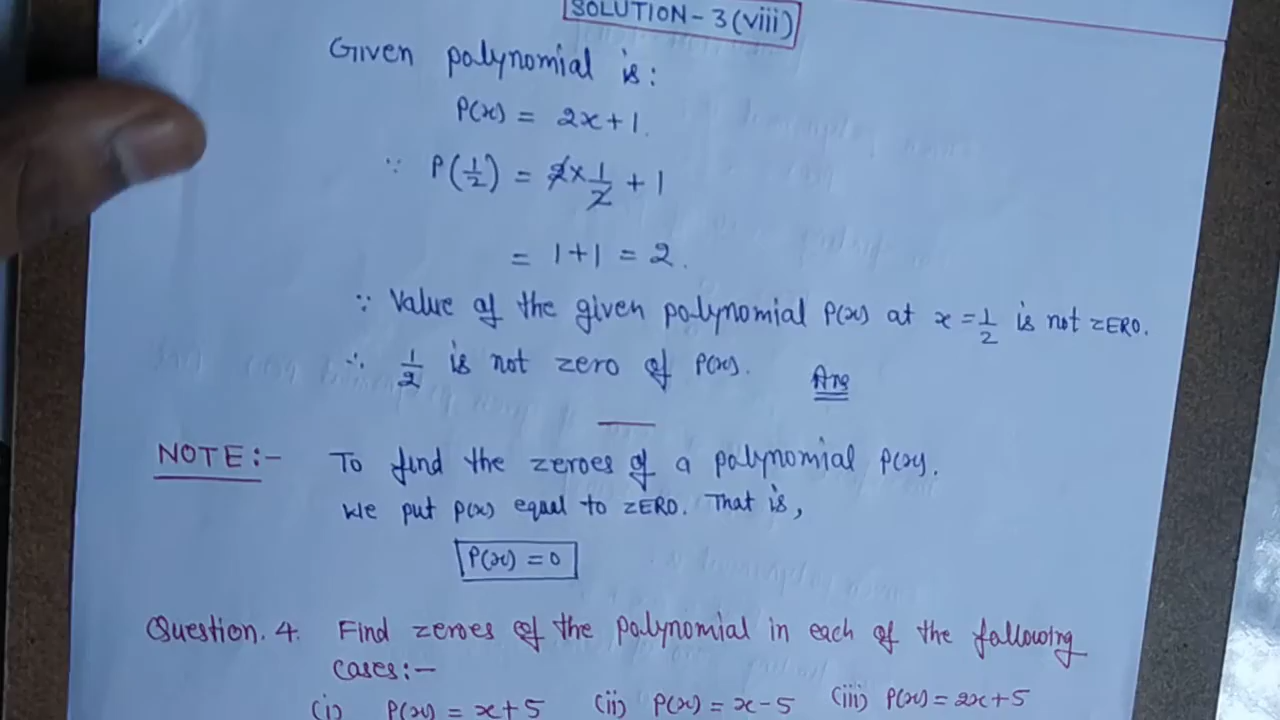 SOLUTION - 3(viii)
Given polynomial is:
P(x) = 2x+1.
∵ P(1/2) = 2×1/2 + 1
= 1+1 = 2.
∵ Value of the given polynomial P(x) at x = 1/2 is not ZERO.
∴ 1/2 is not zero of P(x). Ans
NOTE:- To find the zeroes of a polynomial P(x).
We put P(x) equal to ZERO. That is,
P(x) = 0
Question. 4. Find zeroes of the polynomial in each of the following
cases:-
(i) P(x) = x+5 (ii) P(x) = x-5 (iii) P(x) = 2x+5